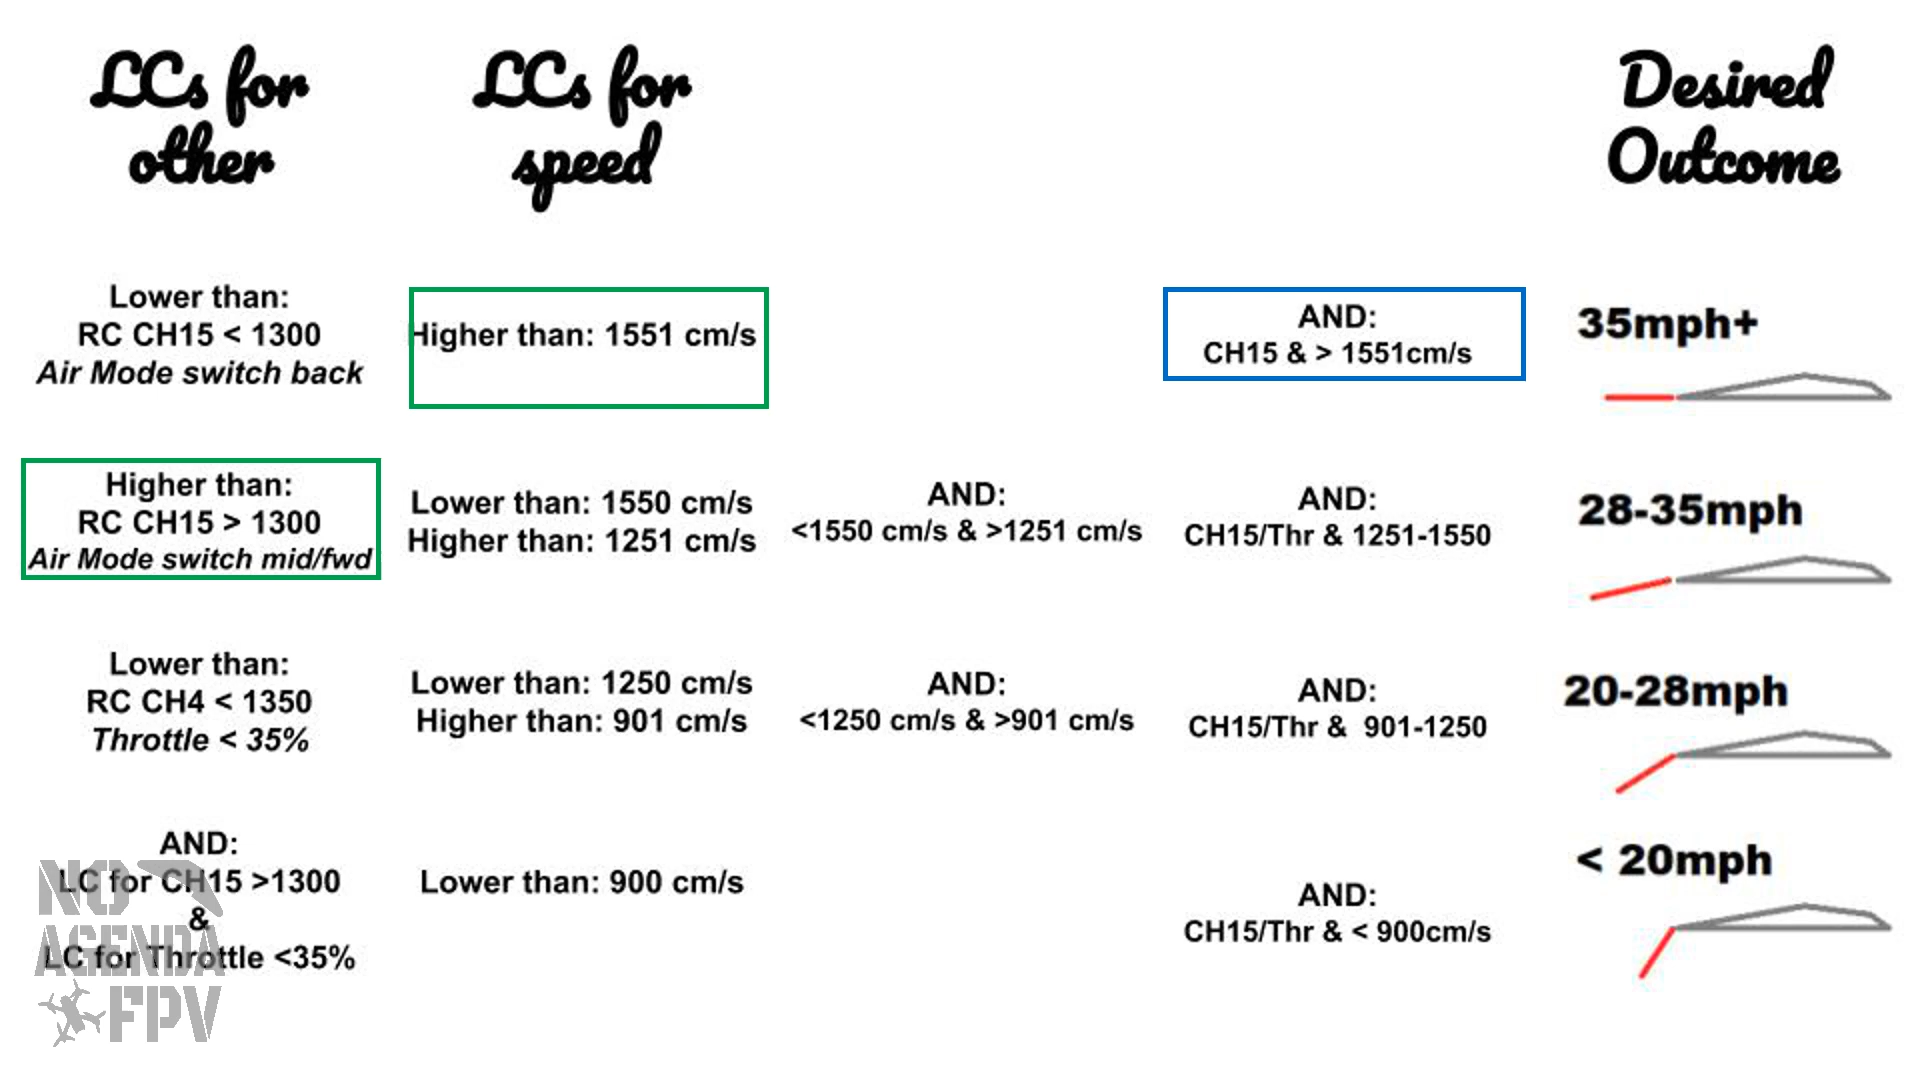 LCs for
other
LCs for
speed
Desired
Outcome
Lower than:
RC CH15 < 1300
Air Mode switch back
Higher than: 1551 cm/s
AND:
CH15 & > 1551cm/s
35mph+
Higher than:
RC CH15 > 1300
Air Mode switch mid/fwd
Lower than: 1550 cm/s
Higher than: 1251 cm/s
AND:
<1550 cm/s & >1251 cm/s
AND:
CH15/Thr & 1251-1550
28-35mph
Lower than:
RC CH4 < 1350
Throttle < 35%
Lower than: 1250 cm/s
Higher than: 901 cm/s
AND:
<1250 cm/s & >901 cm/s
AND:
CH15/Thr &  901-1250
20-28mph
AND:
LC for CH15 >1300
&
LC for Throttle <35%
Lower than: 900 cm/s
AND:
CH15/Thr & < 900cm/s
< 20mph
NO
AGENDA
FPV